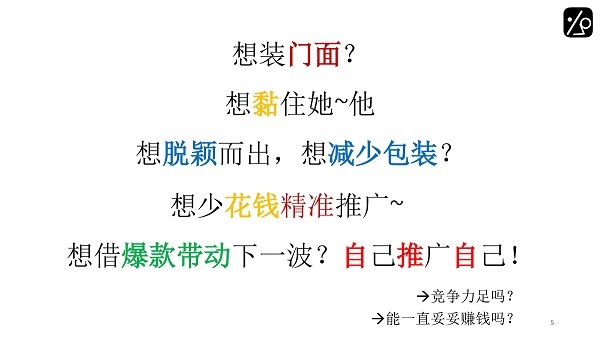 想装门面？
想黏住她~他
想脱颖而出，想减少包装？
想少花钱精准推广~
想借爆款带动下一波？自己推广自己！
→竞争力足吗？
→能一直妥妥赚钱吗？
5